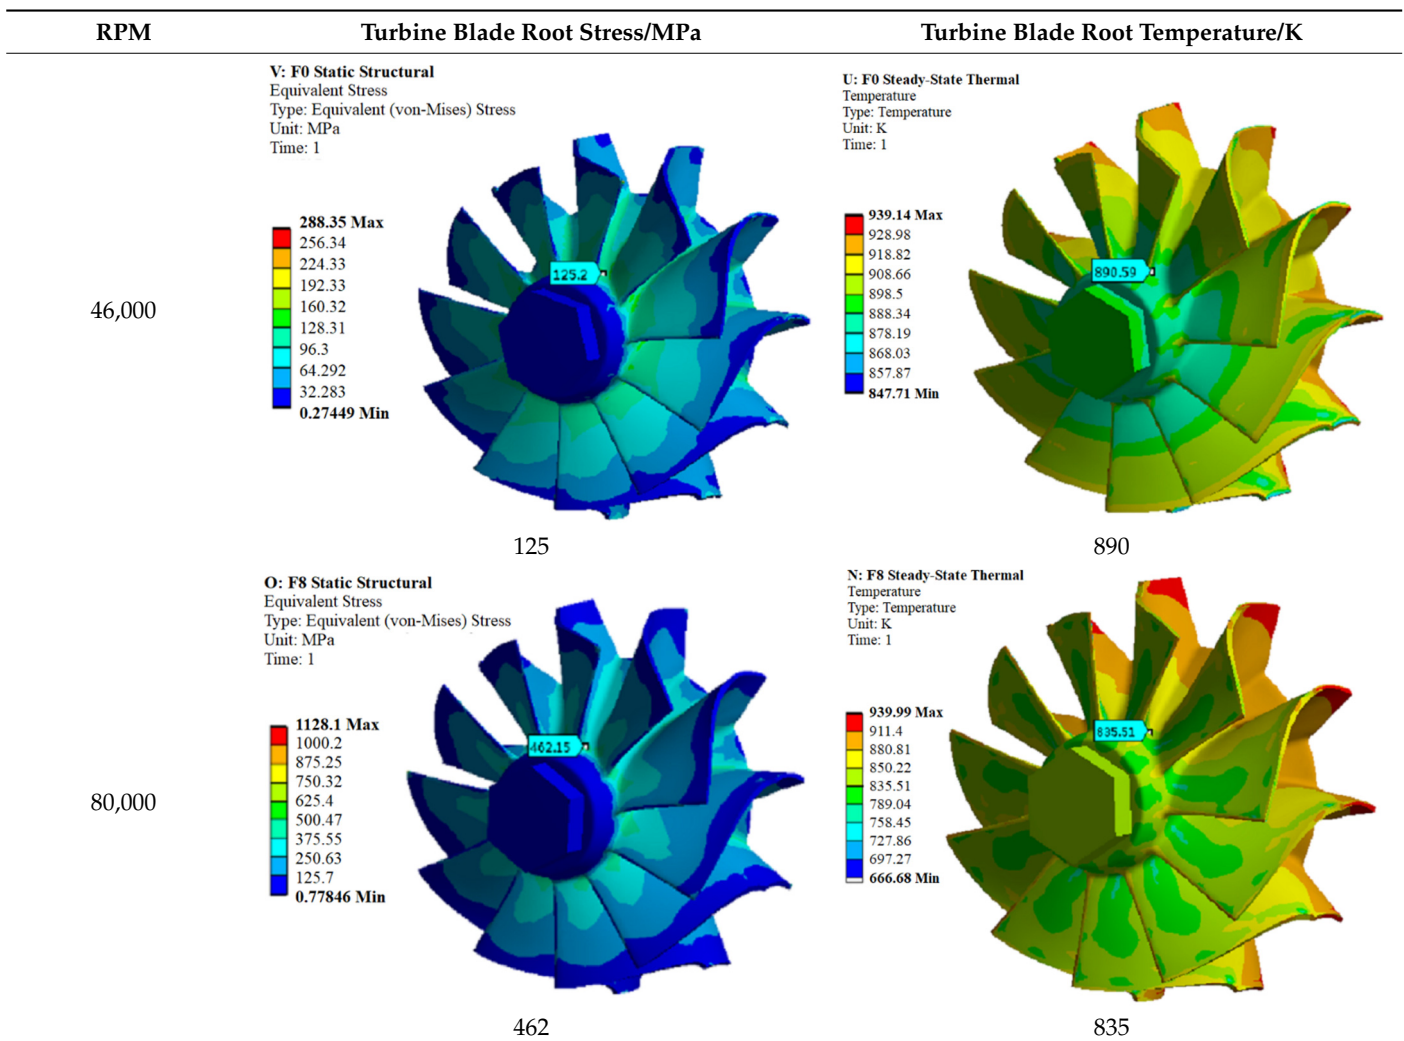 RPM Turbine Blade Root Stress/MPa Turbine Blade Root Temperature/K
46,000
V: F0 Static Structural
Equivalent Stress
Type: Equivalent (von-Mises) Stress
Unit: MPa
Time: 1
288.35 Max
256.34
224.33
192.33
160.32
128.31
96.3
64.292
32.283
0.27449 Min
125.2
125
U: F0 Steady-State Thermal
Temperature
Type: Temperature
Unit: K
Time: 1
939.14 Max
928.98
918.82
908.66
898.5
888.34
878.19
868.03
857.87
847.71 Min
890.59
890
80,000
O: F8 Static Structural
Equivalent Stress
Type: Equivalent (von-Mises) Stress
Unit: MPa
Time: 1
1128.1 Max
1000.2
875.25
750.32
625.4
500.47
375.55
250.63
125.7
0.77846 Min
462.15
462
N: F8 Steady-State Thermal
Temperature
Type: Temperature
Unit: K
Time: 1
939.99 Max
911.4
880.81
850.22
835.51
789.04
758.45
727.86
697.27
666.68 Min
835.51
835